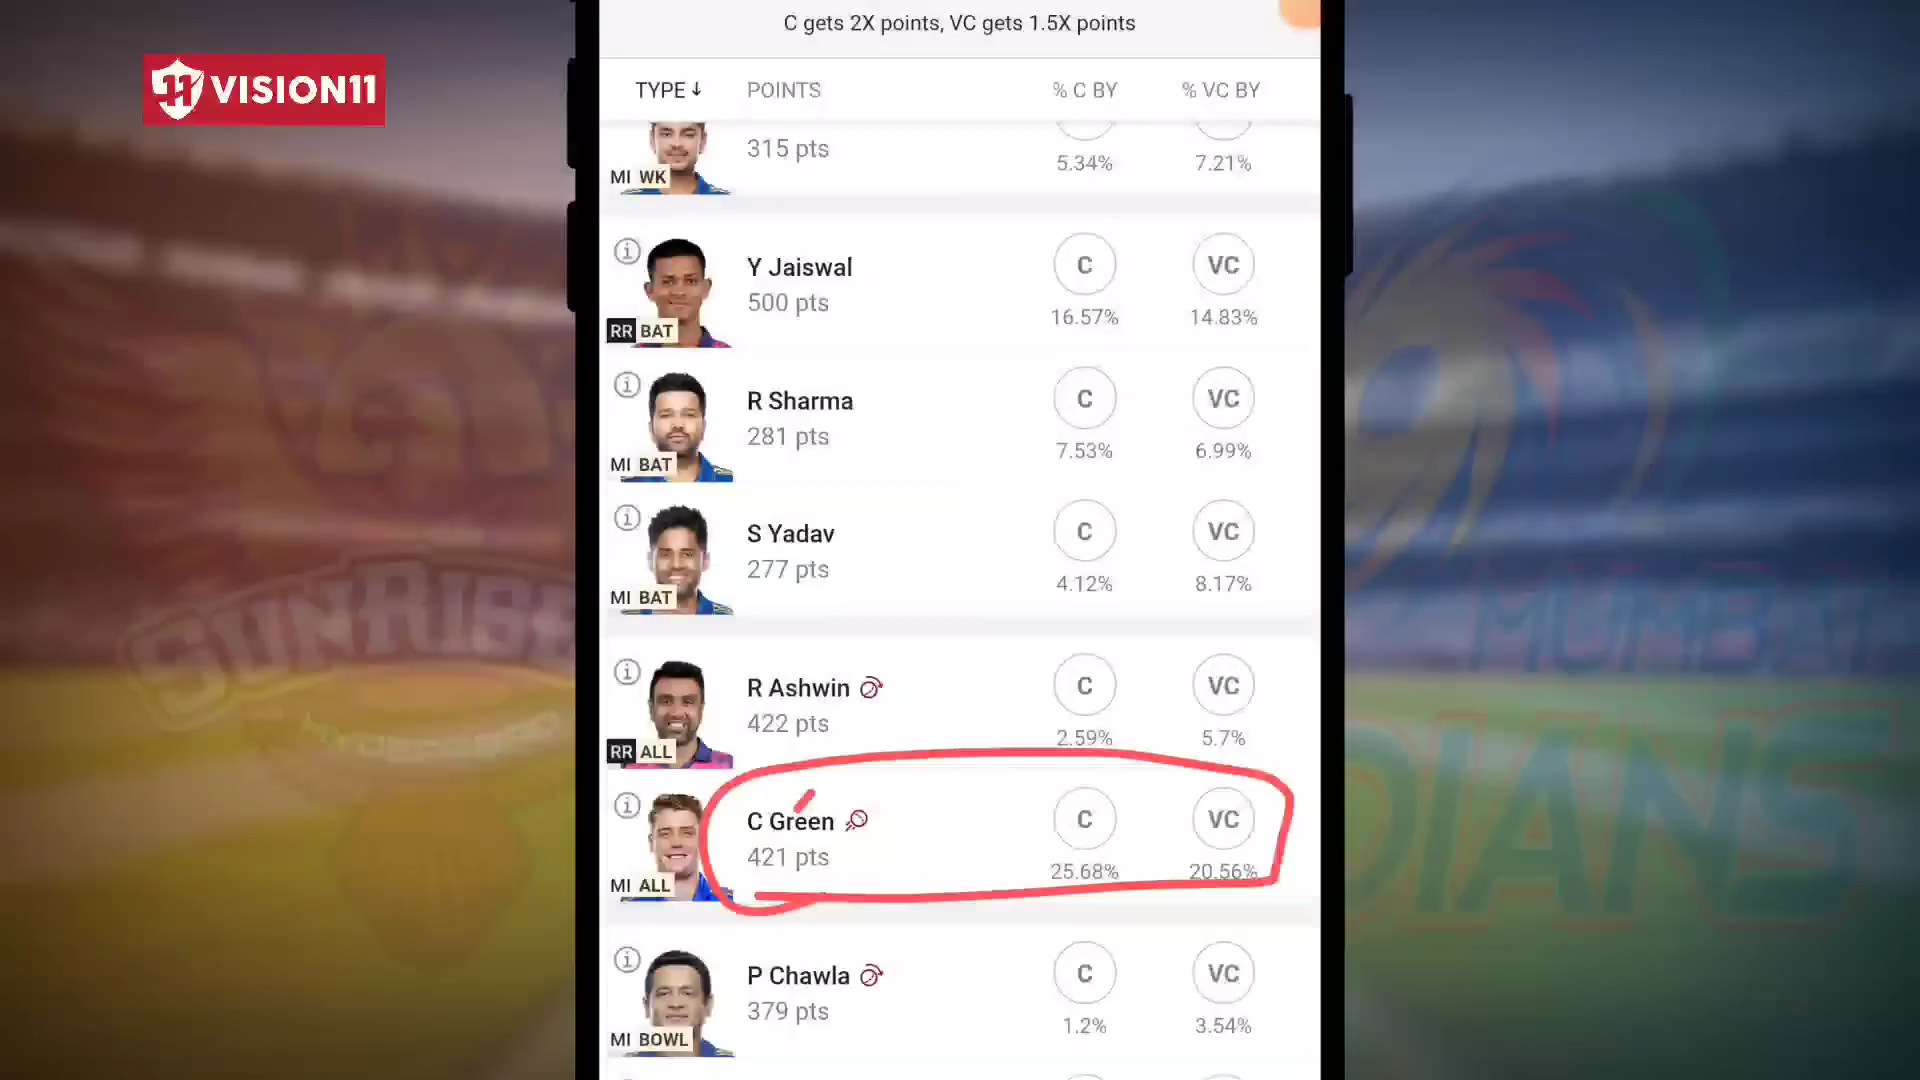 C gets 2X points, VC gets 1.5X points
VISION11
TYPE↓ POINTS % C BY % VC BY
315 pts
MI WK
5.34% 7.21%
Y Jaiswal
500 pts
RR BAT
C VC
16.57% 14.83%
R Sharma
281 pts
MI BAT
C VC
7.53% 6.99%
S Yadav
277 pts
MI BAT
C VC
4.12% 8.17%
R Ashwin
422 pts
RR ALL
C VC
2.59% 5.7%
C Green
421 pts
MI ALL
C VC
25.68% 20.56%
P Chawla
379 pts
MI BOWL
C VC
1.2% 3.54%
SUNRISE
MUMBAI
DIANS